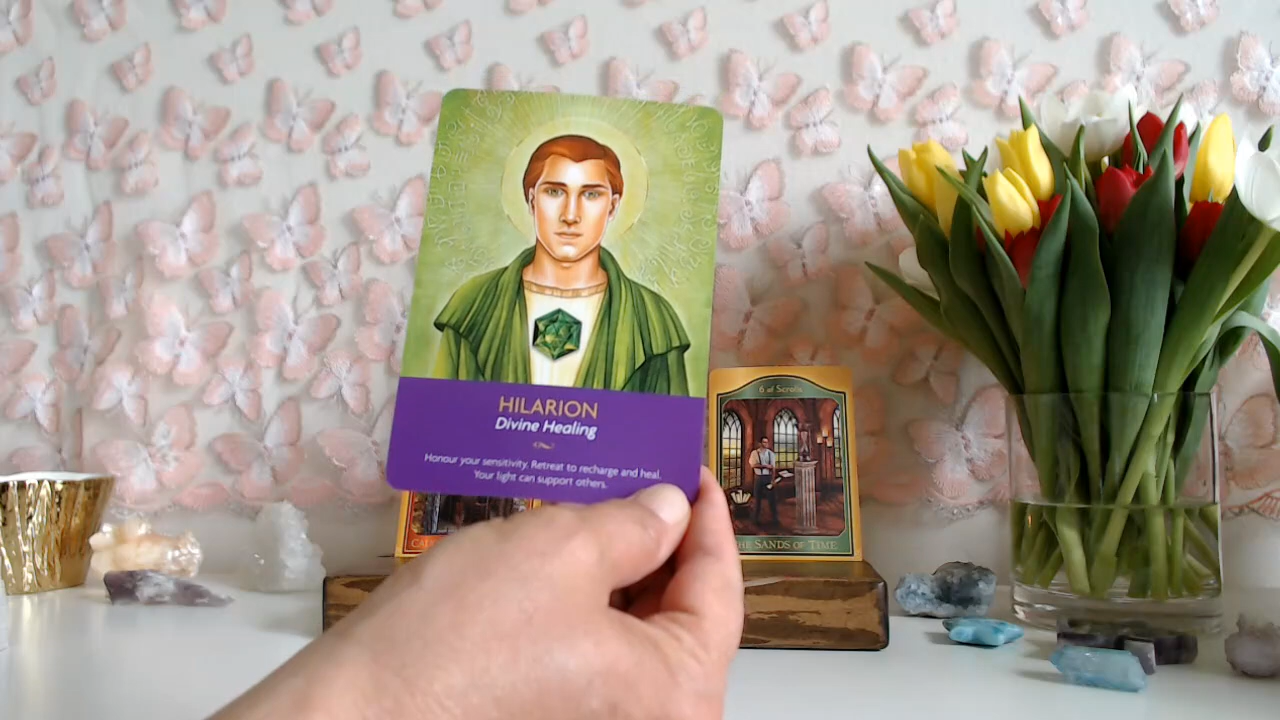 HILARION
Divine Healing
Honour your sensitivity. Retreat to recharge and heal.
Your light can support others.
6 of Scrolls
THE SANDS OF TIME